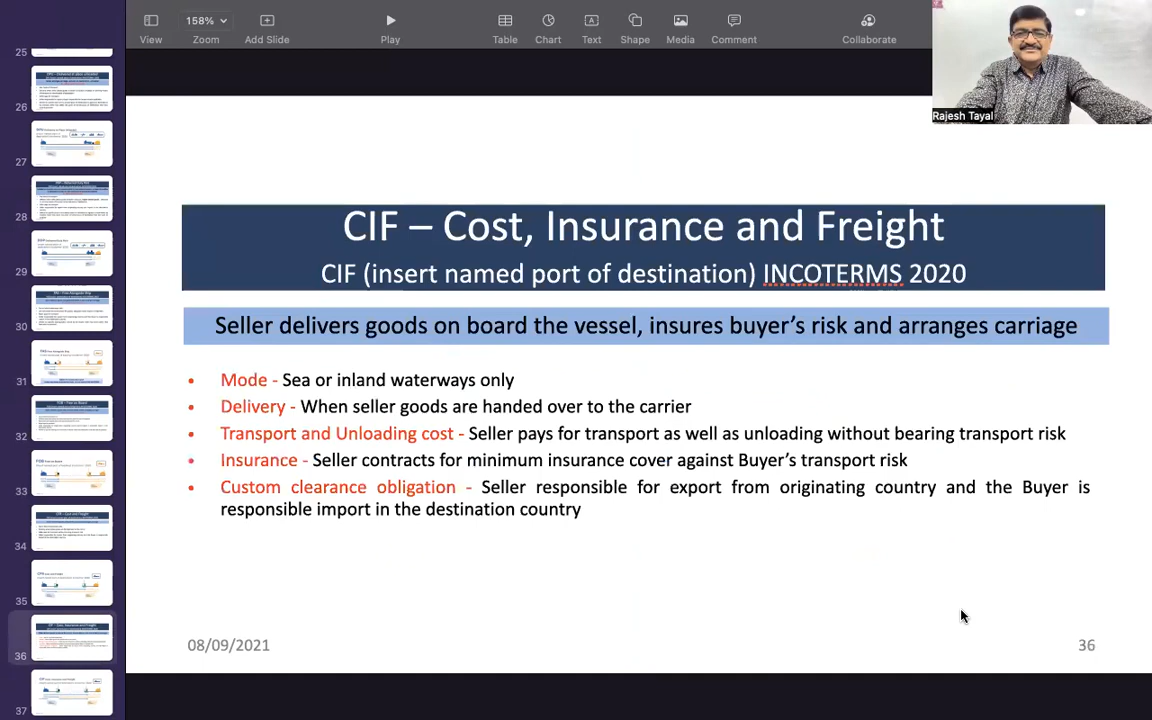 158%
View
Zoom
Add Slide
Play
Table
Chart
Text
Shape
Media
Comment
Collaborate
Rajesh Tayal
25
26
27
28
29
30
31
32
33
34
35
36
37
CIF – Cost, Insurance and Freight
CIF (insert named port of destination) INCOTERMS 2020
Seller delivers goods on board the vessel, insures buyer's risk and arranges carriage
• Mode - Sea or inland waterways only
• Delivery - When seller goods are handed over to the carrier
• Transport and Unloading cost - Seller pays for transport as well as unloading without bearing transport risk
• Insurance - Seller contracts for minimum insurance cover against Buyer's transport risk
• Custom clearance obligation - Seller responsible for export from originating country and the Buyer is
responsible import in the destination country
08/09/2021
36